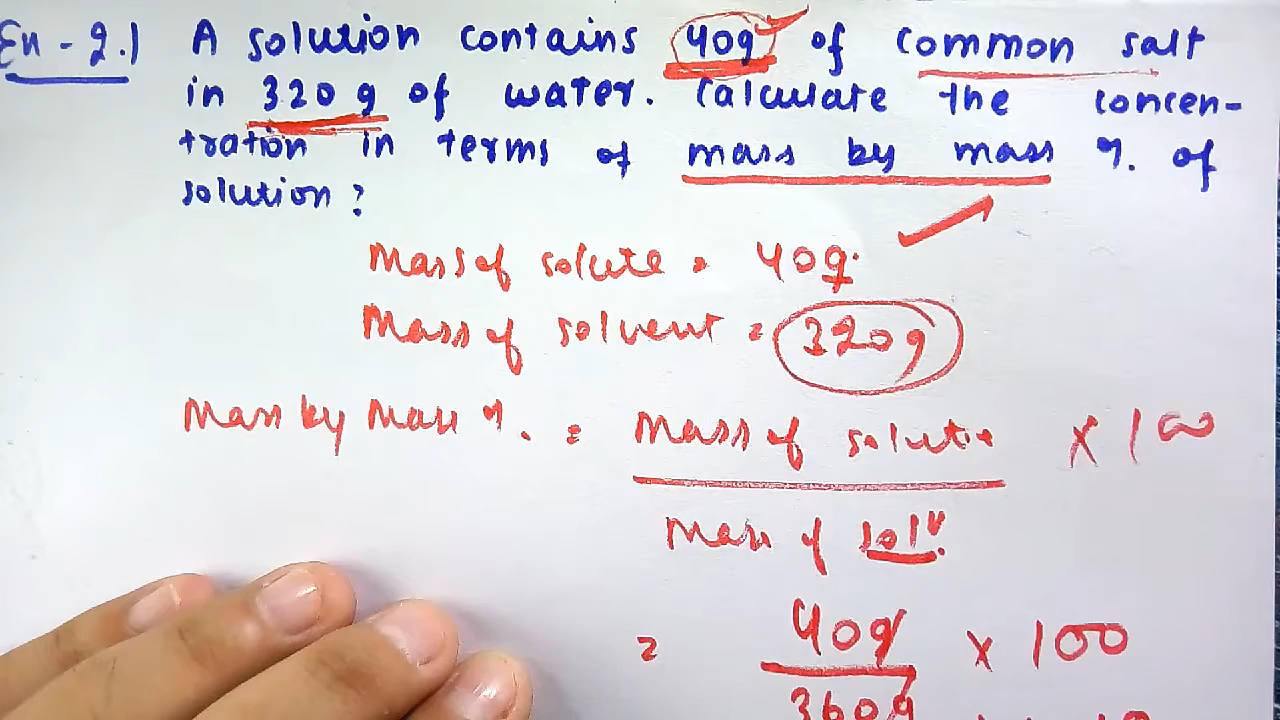 En - 2.1 A solution contains 40g of common salt
in 320 g of water. Calculate the concen-
tration in terms of mass by mass %. of
solution?
Mass of solute = 40g.
Mass of solvent = 320g
Mass by Mass %. = Mass of solute × 100
Mass of solⁿ.
= 40g × 100
360g